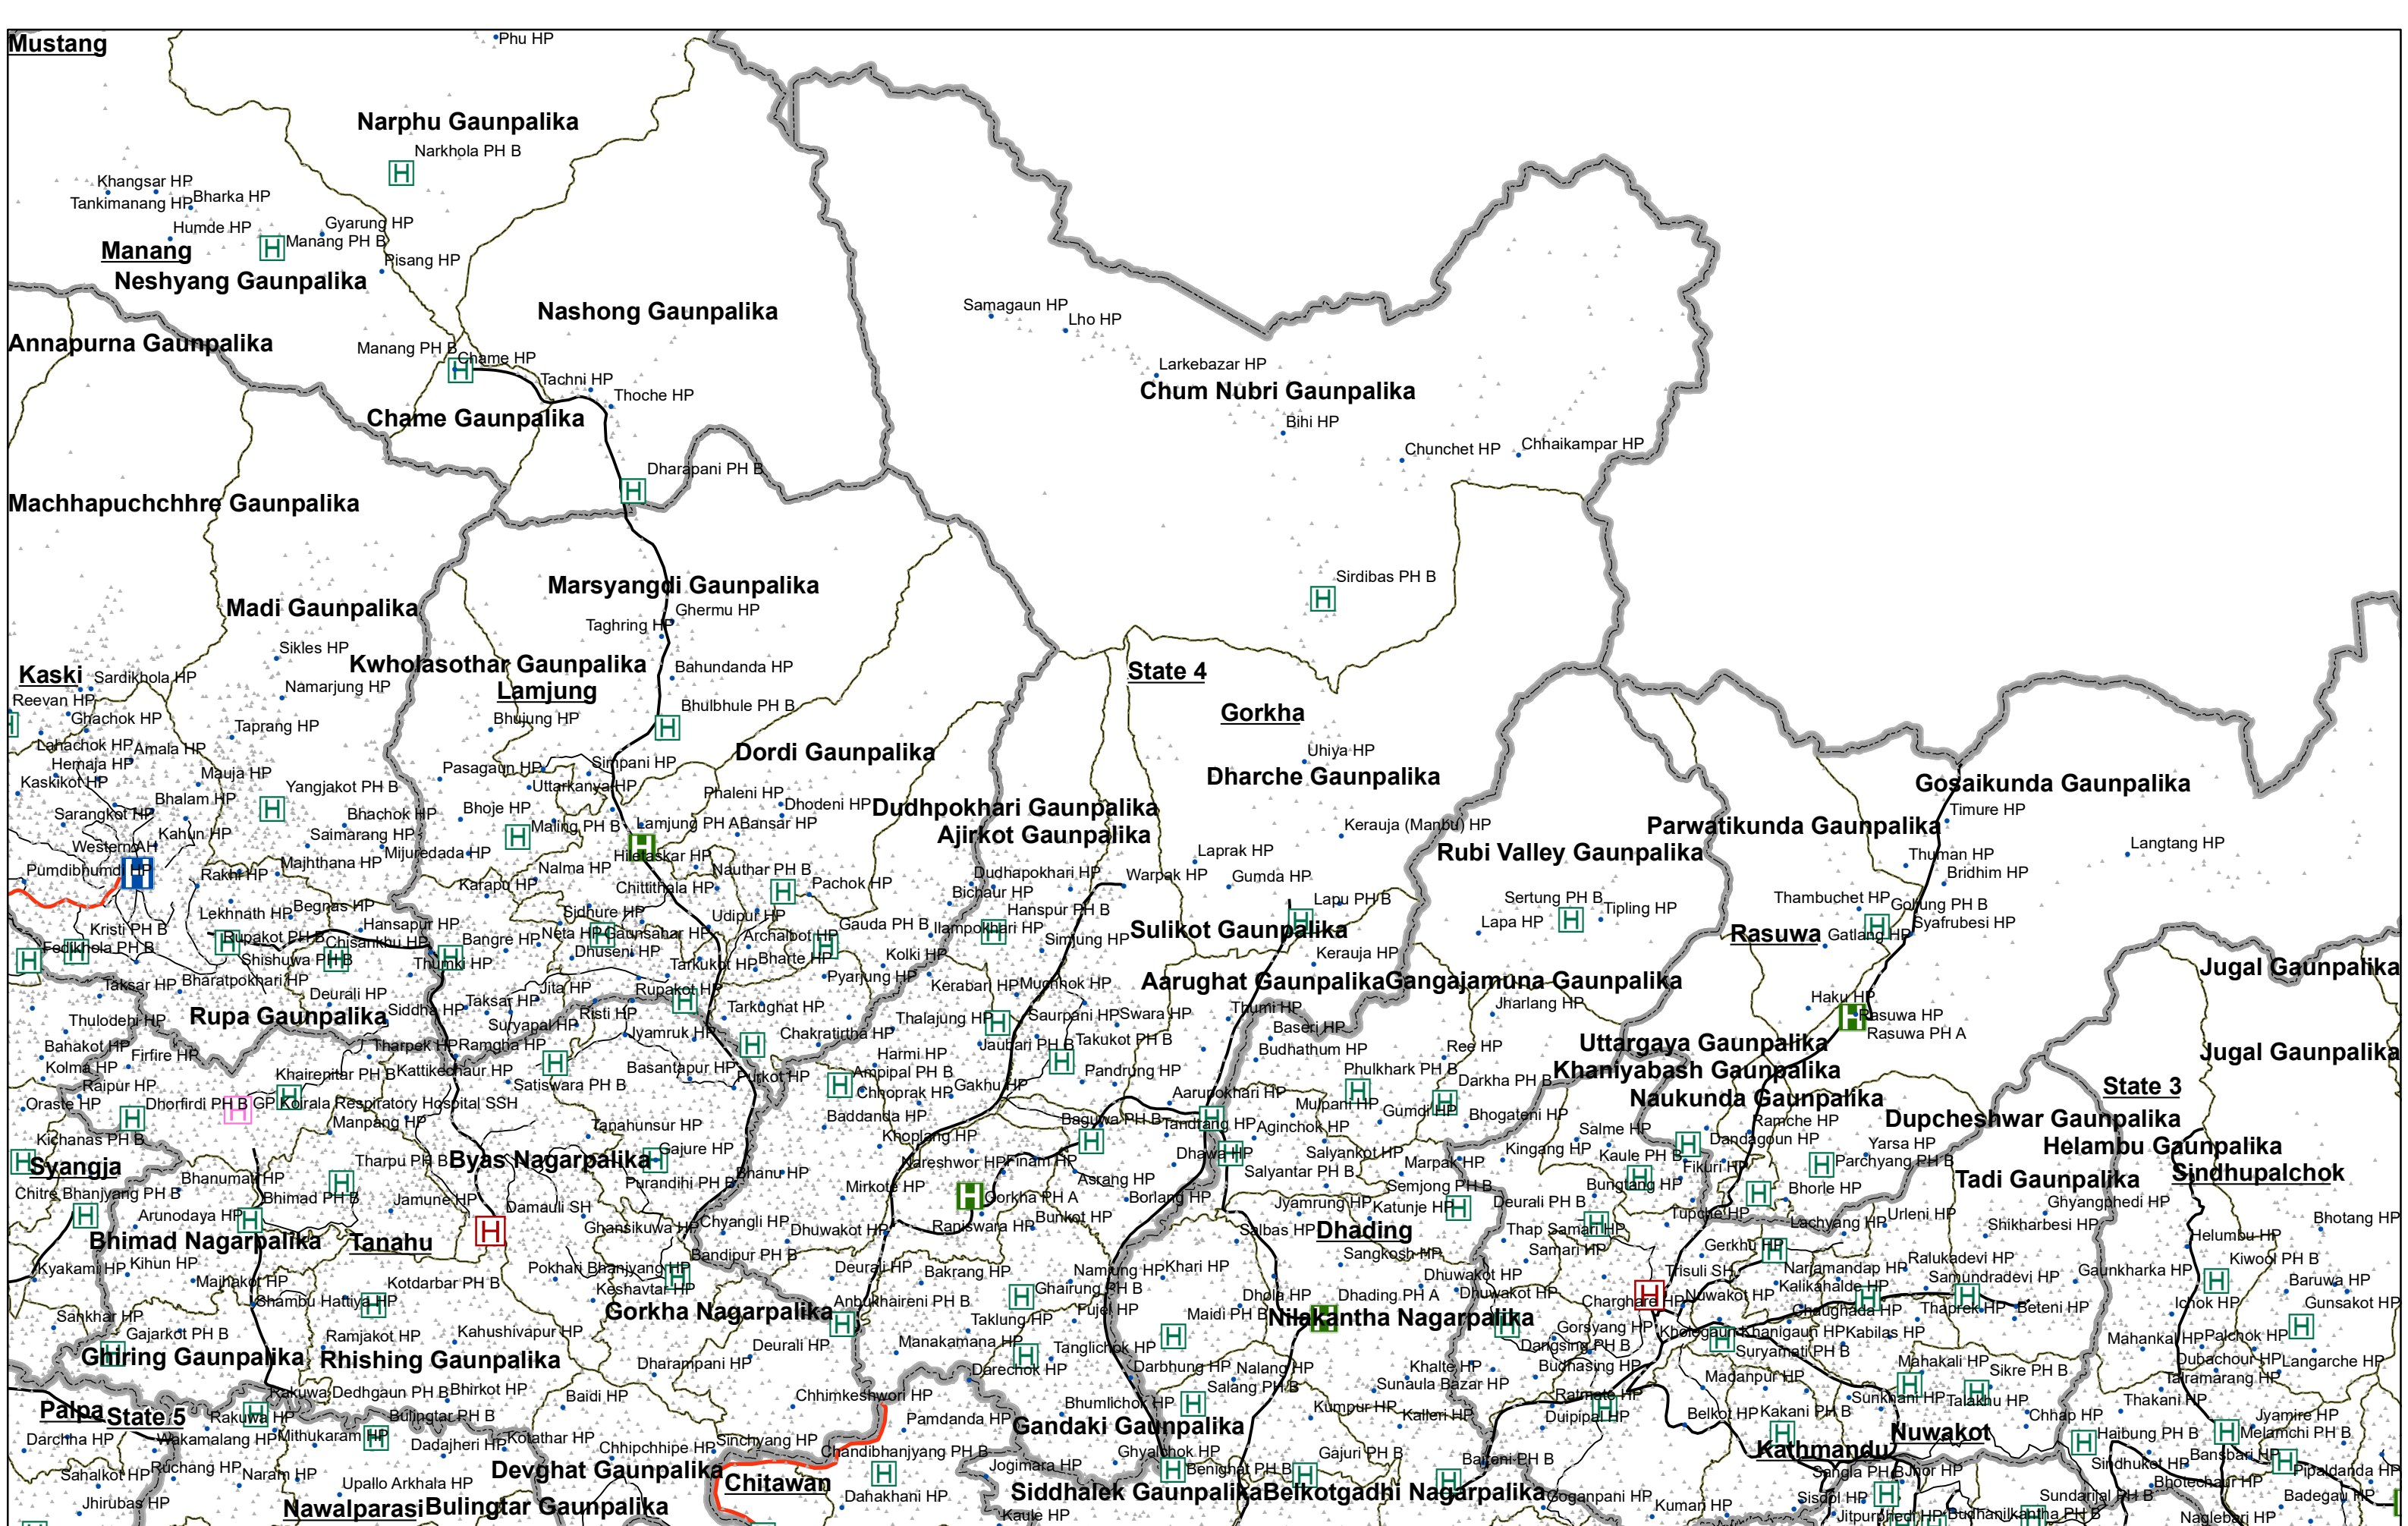 Mustang
Phu HP
Narphu Gaunpalika
Narkhola PH B
Khangsar HP
Bharka HP
Tankimanang HP
Humde HP
Gyarung HP
Manang PH B
Manang
Pisang HP
Neshyang Gaunpalika
Nashong Gaunpalika
Samagaun HP
Lho HP
Annapurna Gaunpalika
Manang PH B
Chame HP
Larkebazar HP
Tachni HP
Thoche HP
Chum Nubri Gaunpalika
Chame Gaunpalika
Bihi HP
Chunchet HP
Chhaikampar HP
Dharapani PH B
Machhapuchchhre Gaunpalika
Sirdibas PH B
Marsyangdi Gaunpalika
Madi Gaunpalika
Ghermu HP
Taghring HP
Sikles HP
Kwholasothar Gaunpalika
Bahundanda HP
State 4
Kaski
Sardikhola HP
Namarjung HP
Lamjung
Reevan HP
Ghachok HP
Taprang HP
Bhujung HP
Bhulbhule PH B
Gorkha
Lahachok HP
Amala HP
Dordi Gaunpalika
Uhiya HP
Hemaja HP
Mauja HP
Pasagaun HP
Simpani HP
Dharche Gaunpalika
Kaskikot HP
Yangjakot PH B
Uttarkanya HP
Gosaikunda Gaunpalika
Bhalam HP
Phaleni HP
Dhodeni HP
Dudhpokhari Gaunpalika
Timure HP
Sarangkot HP
Bhachok HP
Bhoje HP
Maling PH B
Lamjung PH A
Bansar HP
Kerauja (Manbu) HP
Parwatikunda Gaunpalika
Kahun HP
Saimarang HP
Ajirkot Gaunpalika
Western AH
Mijuredada HP
Hiletaskar HP
Laprak HP
Rubi Valley Gaunpalika
Thuman HP
Langtang HP
Pumdibhumdi HP
Rakhi HP
Majhthana HP
Nalma HP
Nauthar PH B
Dudhapokhari HP
Warpak HP
Gumda HP
Bridhim HP
Karapu HP
Chittithala HP
Pachok HP
Bichaur HP
Lapu PH B
Sertung PH B
Thambuchet HP
Goljung PH B
Lekhnath HP
Begnas HP
Hansapur HP
Sidhure HP
Udipur HP
Gauda PH B
Hanspur PH B
Lapa HP
Tipling HP
Syafrubesi HP
Kristi PH B
Rupakot PH B
Chisankhu HP
Bangre HP
Neta HP
Gaunsahar HP
Archalbot HP
Ilampokhari HP
Simjung HP
Sulikot Gaunpalika
Rasuwa
Gatlang HP
Fedikhola PH B
Shishuwa PH B
Thumki HP
Dhuseni HP
Tarkukot HP
Bharte HP
Kolki HP
Kerauja HP
Jugal Gaunpalika
Taksar HP
Bharatpokhari HP
Deurali HP
Jita HP
Rupakot HP
Pyarjung HP
Kerabari HP
Muchhok HP
Aarughat Gaunpalika
Gangajamuna Gaunpalika
Haku HP
Thulodehi HP
Rupa Gaunpalika
Siddha HP
Taksar HP
Risti HP
Tarkughat HP
Thalajung HP
Saurpani HP
Swara HP
Thumi HP
Jharlang HP
Rasuwa HP
Suryapal HP
Iyamruk HP
Chakratirtha HP
Baseri HP
Rasuwa PH A
Bahakot HP
Firfire HP
Tharpek HP
Ramgha HP
Harmi HP
Jaubari PH B
Takukot PH B
Budhathum HP
Ree HP
Uttargaya Gaunpalika
Jugal Gaunpalika
Kolma HP
Kattikechaur HP
Basantapur HP
Purkot HP
Ampipal PH B
Pandrung HP
Phulkhark PH B
Khaniyabash Gaunpalika
Rajpur HP
Khairenitar PH B
Satiswara PH B
Chhoprak HP
Gakhu HP
Aarupokhari HP
Darkha PH B
State 3
Oraste HP
Dhorfirdi PH B
GP Koirala Respiratory Hospital SSH
Baddanda HP
Mulpani HP
Gumdi HP
Bhogateni HP
Naukunda Gaunpalika
Kichanas PH B
Manpang HP
Tanahunsur HP
Khoplang HP
Baguwa PH B
Tandrang HP
Aginchok HP
Salme HP
Ramche HP
Dupcheshwar Gaunpalika
Syangja
Tharpu PH B
Byas Nagarpalika
Gajure HP
Nareshwor HP
Finam HP
Dhawa HP
Salyankot HP
Kingang HP
Dandagoun HP
Yarsa HP
Helambu Gaunpalika
Bhanumati HP
Bhanu HP
Salyantar PH B
Marpak HP
Kaule PH B
Fikuri HP
Parchyang PH B
Sindhupalchok
Chitre Bhanjyang PH B
Bhimad PH B
Jamune HP
Purandihi PH B
Mirkote HP
Gorkha PH A
Asrang HP
Borlang HP
Semjong PH B
Bungtang HP
Bhorle HP
Tadi Gaunpalika
Arunodaya HP
Damauli SH
Ghansikuwa HP
Chyangli HP
Dhuwakot HP
Raniswara HP
Bunkot HP
Salbas HP
Jyamrung HP
Katunje HP
Deurali PH B
Tupche HP
Lachyang HP
Urleni HP
Ghyangphedi HP
Bhimad Nagarpalika
Tanahu
Bandipur PH B
Dhading
Thap Samari HP
Shikharbesi HP
Bhotang HP
Kyakami HP
Kihun HP
Majhakot HP
Kotdarbar PH B
Pokhari Bhanjyang HP
Deurali HP
Bakrang HP
Namjung HP
Khari HP
Sangkosh HP
Samari HP
Gerkhu HP
Ralukadevi HP
Helumbu HP
Shambu Hattiya HP
Keshavtar HP
Anbukhaireni PH B
Ghairung PH B
Dhola HP
Dhading PH A
Dhuwakot HP
Dhuwakot HP
Trisuli SH
Narjamandap HP
Samundradevi HP
Gaunkharka HP
Kiwool PH B
Sankhar HP
Gorkha Nagarpalika
Taklung HP
Fujel HP
Maidi PH B
Nilakantha Nagarpalika
Charghare HP
Nuwakot HP
Kalikahalde HP
Baruwa HP
Gajarkot PH B
Ramjakot HP
Kahushivapur HP
Deurali HP
Manakamana HP
Tanglichok HP
Gorsyang HP
Chaughada HP
Thaprek HP
Beteni HP
Ichok HP
Gunsakot HP
Ghiring Gaunpalika
Rhishing Gaunpalika
Dharampani HP
Darechok HP
Darbhung HP
Nalang HP
Khalte HP
Dangsing PH B
Kholegaun Khanigaun HP
Kabilas HP
Mahankal HP
Palchok HP
Rakuwa Dedhgaun PH B
Bhirkot HP
Baidi HP
Chhimkeshwori HP
Bhumlichok HP
Salang PH B
Sunaula Bazar HP
Budhasing HP
Suryamati PH B
Mahakali HP
Sikre PH B
Dubachour HP
Langarche HP
Palpa
State 5
Rakuwa HP
Bulingtar PH B
Pamdanda HP
Gandaki Gaunpalika
Kumpur HP
Kalleri HP
Ratmate HP
Madanpur HP
Sunkhani HP
Talakhu HP
Talramarang HP
Darchha HP
Wakamalang HP
Mithukaram HP
Dadajheri HP
Kolathar HP
Chhipchhipe HP
Sinchyang HP
Chandibhanjyang PH B
Ghyalchok HP
Gajuri PH B
Duipipal HP
Belkot HP
Kakani PH B
Nuwakot
Chhap HP
Thakani HP
Jyamire HP
Sahalkot HP
Ruchang HP
Naram HP
Devghat Gaunpalika
Chitawan
Jogimara HP
Benighat PH B
Baireni PH B
Kathmandu
Haibung PH B
Melamchi PH B
Jhirubas HP
Upallo Arkhala HP
Dahakhani HP
Siddhalek Gaunpalika
Belkotgadhi Nagarpalika
Sangla PH B
Jhor HP
Sindhukot HP
Bansbari HP
Pipaldanda HP
Nawalparasi
Bulingtar Gaunpalika
Kaule HP
Goganpani HP
Kumari HP
Sisdol HP
Sundarijal PH B
Bhotechaur HP
Badegau HP
Jitpurphedi HP
Budhanilkantha PH B
Naglebari HP